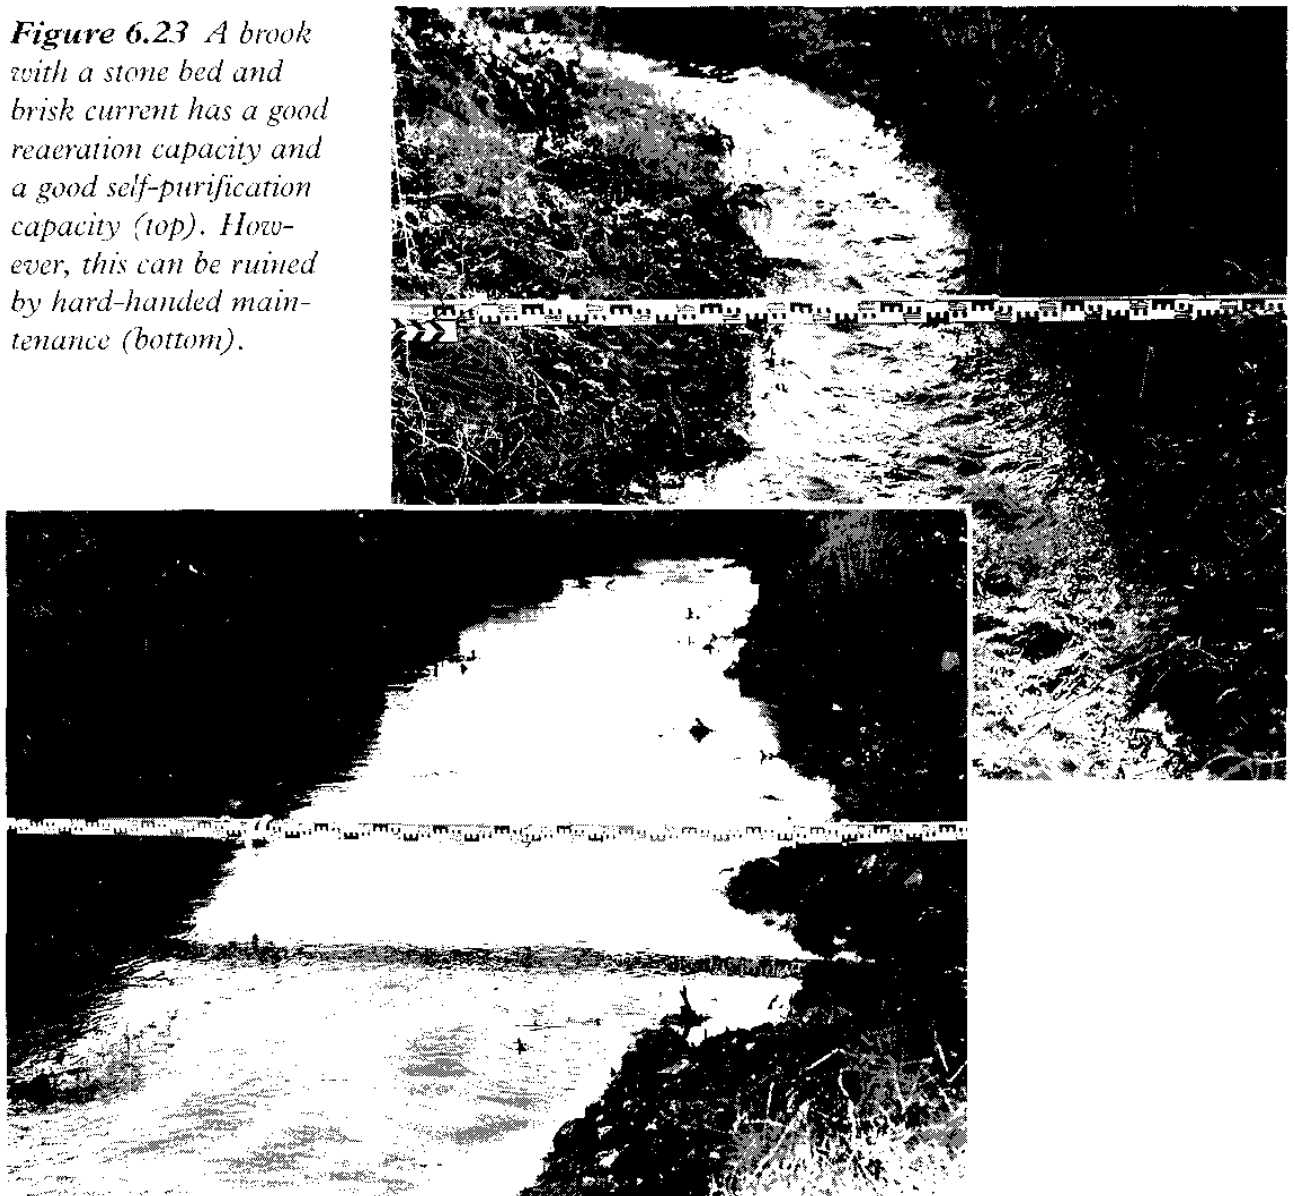 Figure 6.23 A brook
with a stone bed and
brisk current has a good
reaeration capacity and
a good self-purification
capacity (top). How-
ever, this can be ruined
by hard-handed main-
tenance (bottom).